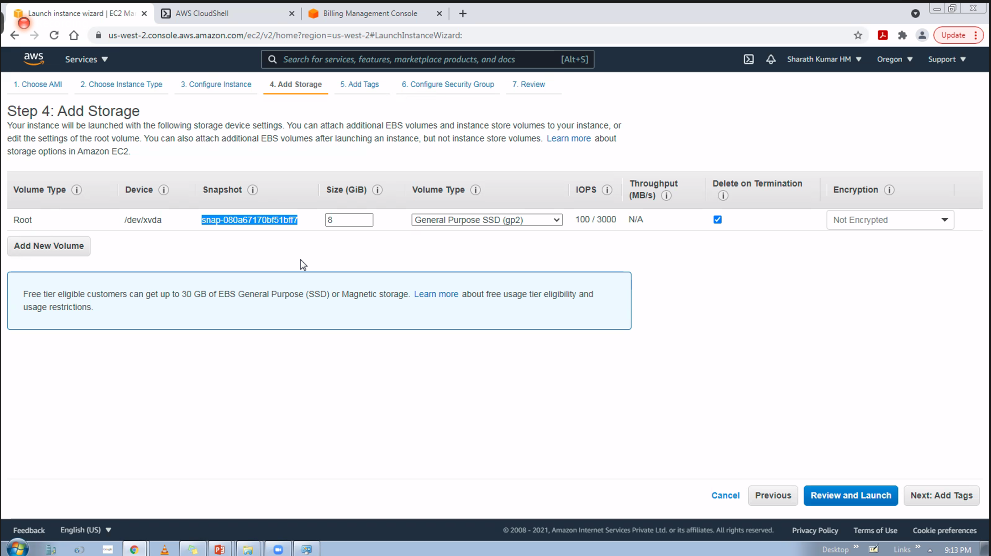 Launch instance wizard | EC2 Mar
AWS CloudShell
Billing Management Console
us-west-2.console.aws.amazon.com/ec2/v2/home?region=us-west-2#LaunchInstanceWizard:
Update
aws
Services
Search for services, features, marketplace products, and docs
[Alt+S]
Sharath Kumar HM
Oregon
Support
1. Choose AMI
2. Choose Instance Type
3. Configure Instance
4. Add Storage
5. Add Tags
6. Configure Security Group
7. Review
Step 4: Add Storage
Your instance will be launched with the following storage device settings. You can attach additional EBS volumes and instance store volumes to your instance, or
edit the settings of the root volume. You can also attach additional EBS volumes after launching an instance, but not instance store volumes. Learn more about
storage options in Amazon EC2.
Volume Type
Device
Snapshot
Size (GiB)
Volume Type
IOPS
Throughput
(MB/s)
Delete on Termination
Encryption
Root
/dev/xvda
snap-080a67170bf51bff7
8
General Purpose SSD (gp2)
100 / 3000
N/A
Not Encrypted
Add New Volume
Free tier eligible customers can get up to 30 GB of EBS General Purpose (SSD) or Magnetic storage. Learn more about free usage tier eligibility and
usage restrictions.
Cancel
Previous
Review and Launch
Next: Add Tags
Feedback
English (US)
© 2008 - 2021, Amazon Internet Services Private Ltd. or its affiliates. All rights reserved.
Privacy Policy
Terms of Use
Cookie preferences
Desktop
Links
9:13 PM